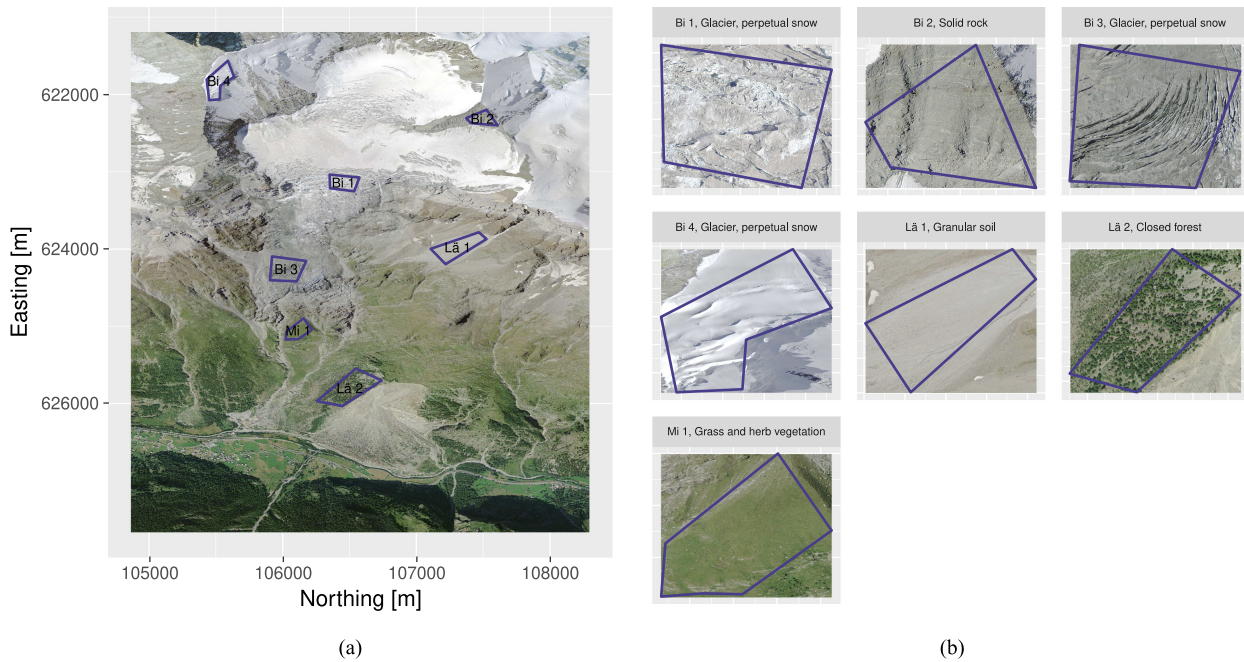 622000
624000
626000
Easting [m]
105000
106000
107000
108000
Northing [m]
Bi 4
Bi 2
Bi 1
Lä 1
Bi 3
Mi 1
Lä 2
(a)
Bi 1, Glacier, perpetual snow
Bi 2, Solid rock
Bi 3, Glacier, perpetual snow
Bi 4, Glacier, perpetual snow
Lä 1, Granular soil
Lä 2, Closed forest
Mi 1, Grass and herb vegetation
(b)